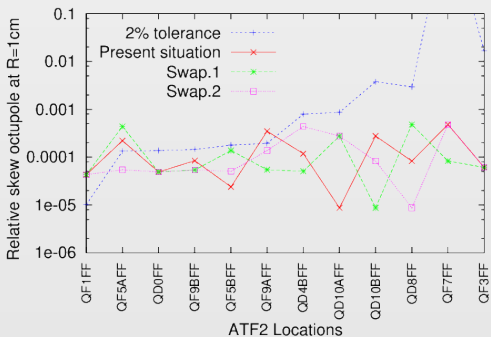 Relative skew octupole at R=1cm
0.1
0.01
0.001
0.0001
1e-05
1e-06
2% tolerance
Present situation
Swap.1
Swap.2
QF1FF
QF5AFF
QD0FF
QF9BFF
QF5BFF
QF9AFF
QD4BFF
QD10AFF
QD10BFF
QD8FF
QF7FF
QF3FF
ATF2 Locations